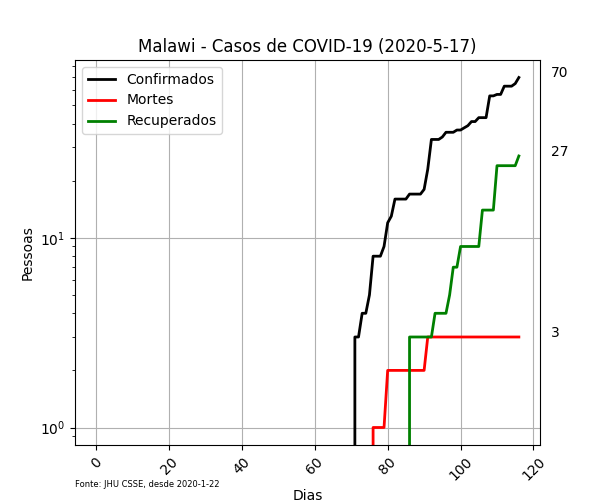 Malawi - Casos de COVID-19 (2020-5-17)
Confirmados
Mortes
Recuperados
70
27
3
Pessoas
10¹
10⁰
0 20 40 60 80 100 120
Fonte: JHU CSSE, desde 2020-1-22
Dias